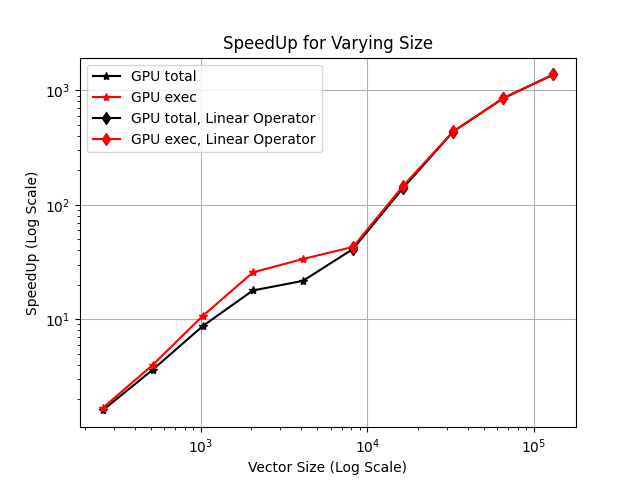 SpeedUp for Varying Size
GPU total
GPU exec
GPU total, Linear Operator
GPU exec, Linear Operator
10³
10²
10¹
SpeedUp (Log Scale)
10³ 10⁴ 10⁵
Vector Size (Log Scale)